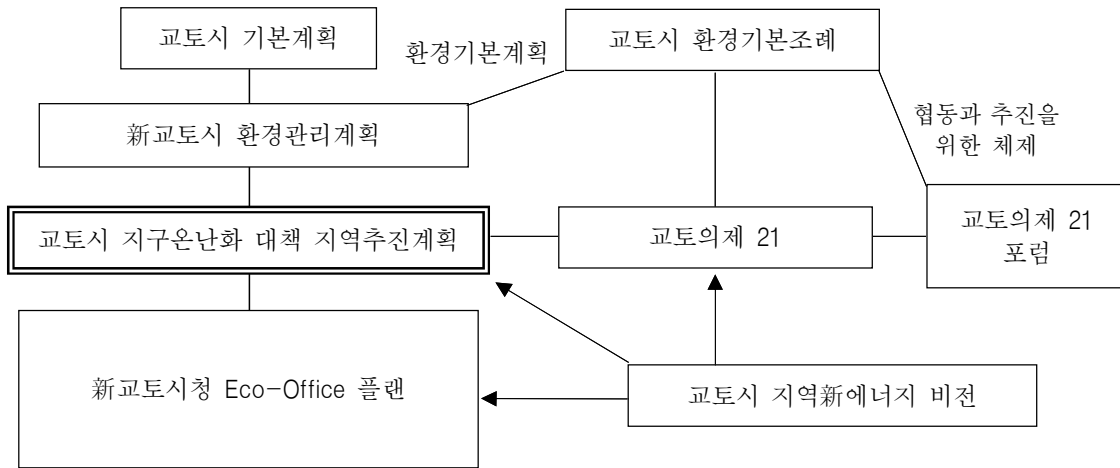 교토시 기본계획
환경기본계획
교토시 환경기본조례
新교토시 환경관리계획
협동과 추진을
위한 체제
교토시 지구온난화 대책 지역추진계획
교토의제 21
교토의제 21
포럼
新교토시청 Eco-Office 플랜
교토시 지역新에너지 비전